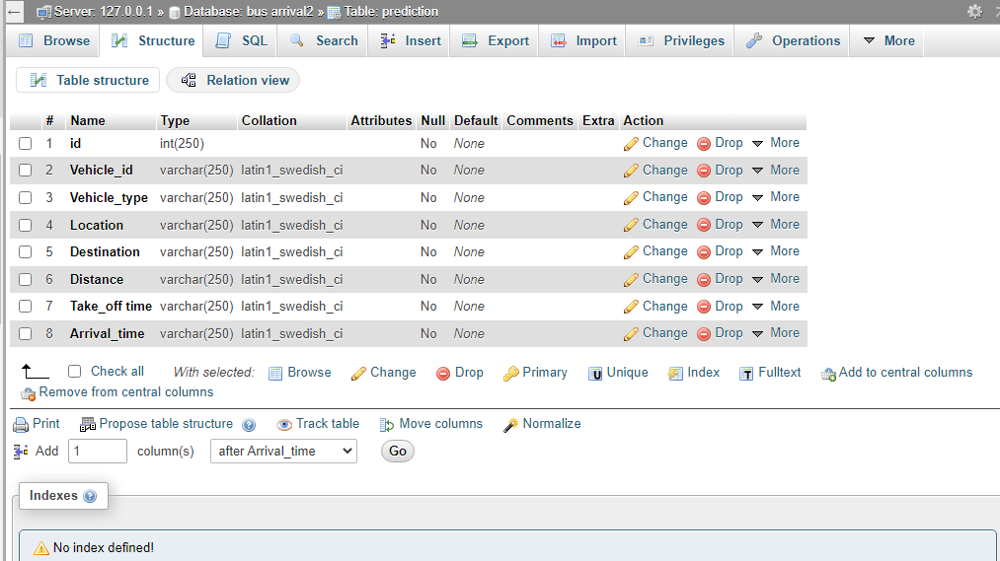 Server: 127.0.0.1 » Database: bus arrival2 » Table: prediction
Browse Structure SQL Search Insert Export Import Privileges Operations More
Table structure Relation view
# Name Type Collation Attributes Null Default Comments Extra Action
1 id int(250) No None Change Drop More
2 Vehicle_id varchar(250) latin1_swedish_ci No None Change Drop More
3 Vehicle_type varchar(250) latin1_swedish_ci No None Change Drop More
4 Location varchar(250) latin1_swedish_ci No None Change Drop More
5 Destination varchar(250) latin1_swedish_ci No None Change Drop More
6 Distance varchar(250) latin1_swedish_ci No None Change Drop More
7 Take_off time varchar(250) latin1_swedish_ci No None Change Drop More
8 Arrival_time varchar(250) latin1_swedish_ci No None Change Drop More
Check all With selected: Browse Change Drop Primary Unique Index Fulltext Add to central columns
Remove from central columns
Print Propose table structure Track table Move columns Normalize
Add 1 column(s) after Arrival_time Go
Indexes
No index defined!